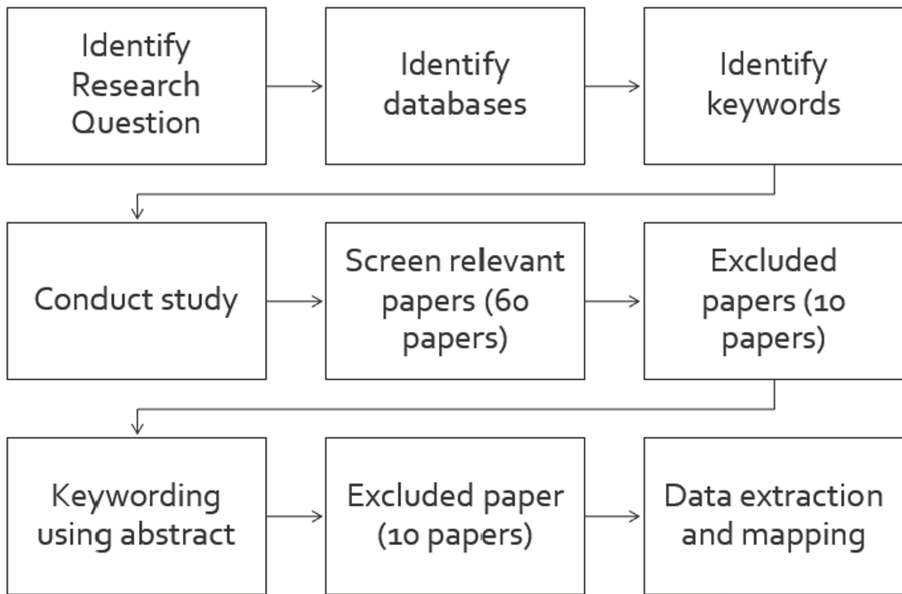 Identify
Research
Question
Identify
databases
Identify
keywords
Conduct study
Screen relevant
papers (60
papers)
Excluded
papers (10
papers)
Keywording
using abstract
Excluded paper
(10 papers)
Data extraction
and mapping